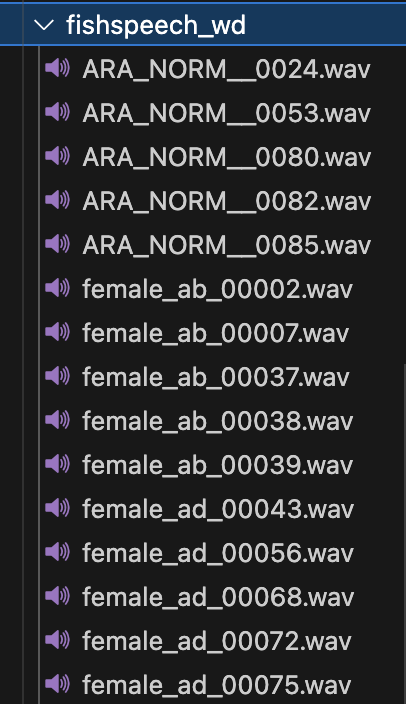 fishspeech_wd
ARA_NORM__0024.wav
ARA_NORM__0053.wav
ARA_NORM__0080.wav
ARA_NORM__0082.wav
ARA_NORM__0085.wav
female_ab_00002.wav
female_ab_00007.wav
female_ab_00037.wav
female_ab_00038.wav
female_ab_00039.wav
female_ad_00043.wav
female_ad_00056.wav
female_ad_00068.wav
female_ad_00072.wav
female_ad_00075.wav